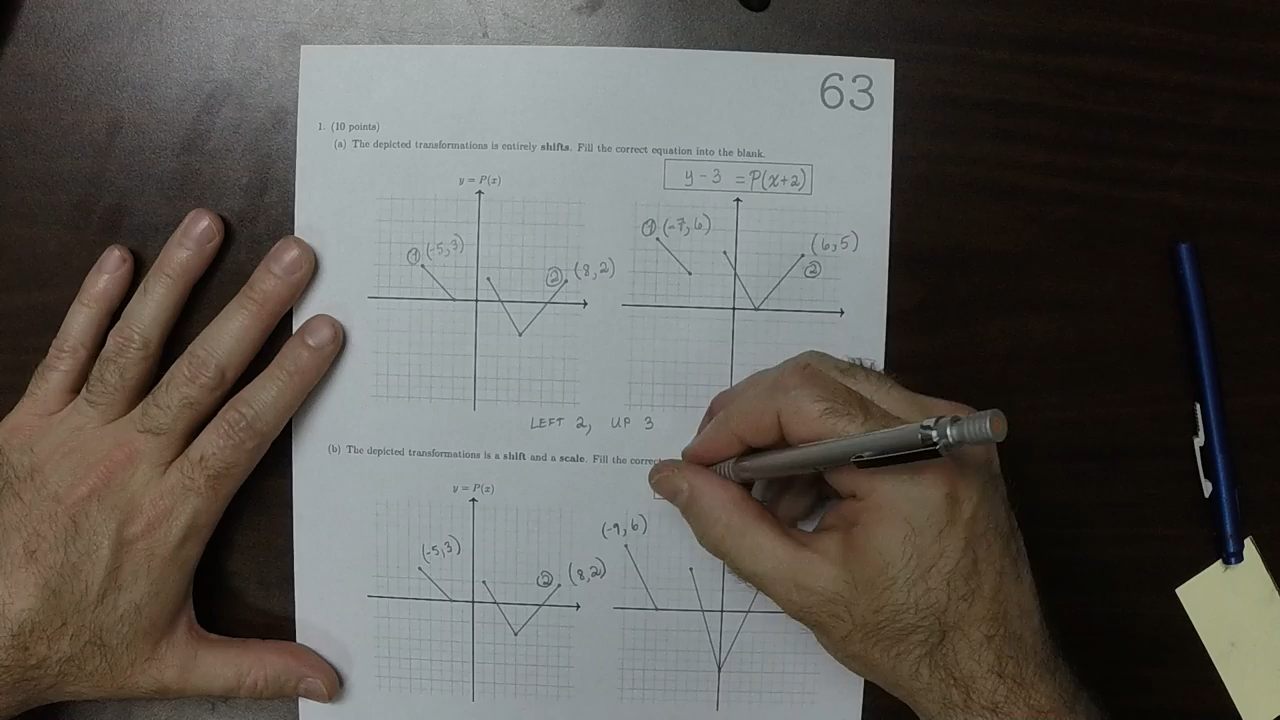 63
1. (10 points)
(a) The depicted transformations is entirely shifts. Fill the correct equation into the blank.
y = P(x)
y - 3 = P(x+2)
① (-5,3)
② (8,2)
① (-7,6)
(6,5)
②
LEFT 2, UP 3
(b) The depicted transformations is a shift and a scale. Fill the correct
y = P(x)
(-5,3)
② (8,2)
(-9,6)